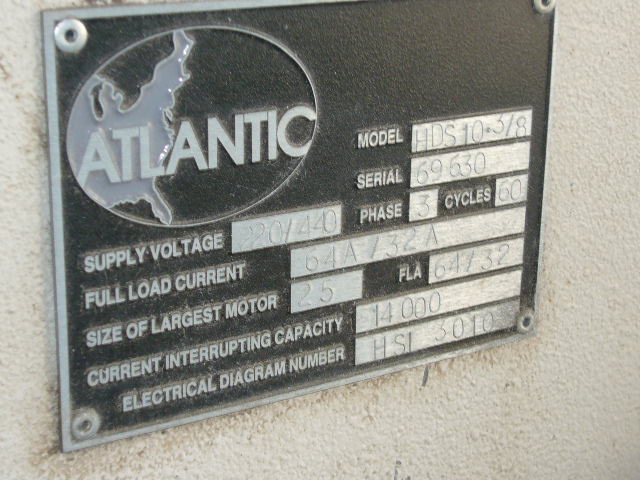 ATLANTIC
MODEL HDS10·3/8
SERIAL 69630
SUPPLY VOLTAGE 220/440 PHASE 3 CYCLES 60
FULL LOAD CURRENT 64A/32A
SIZE OF LARGEST MOTOR 25 FLA 64/32
CURRENT INTERRUPTING CAPACITY 14000
ELECTRICAL DIAGRAM NUMBER HSI 3010